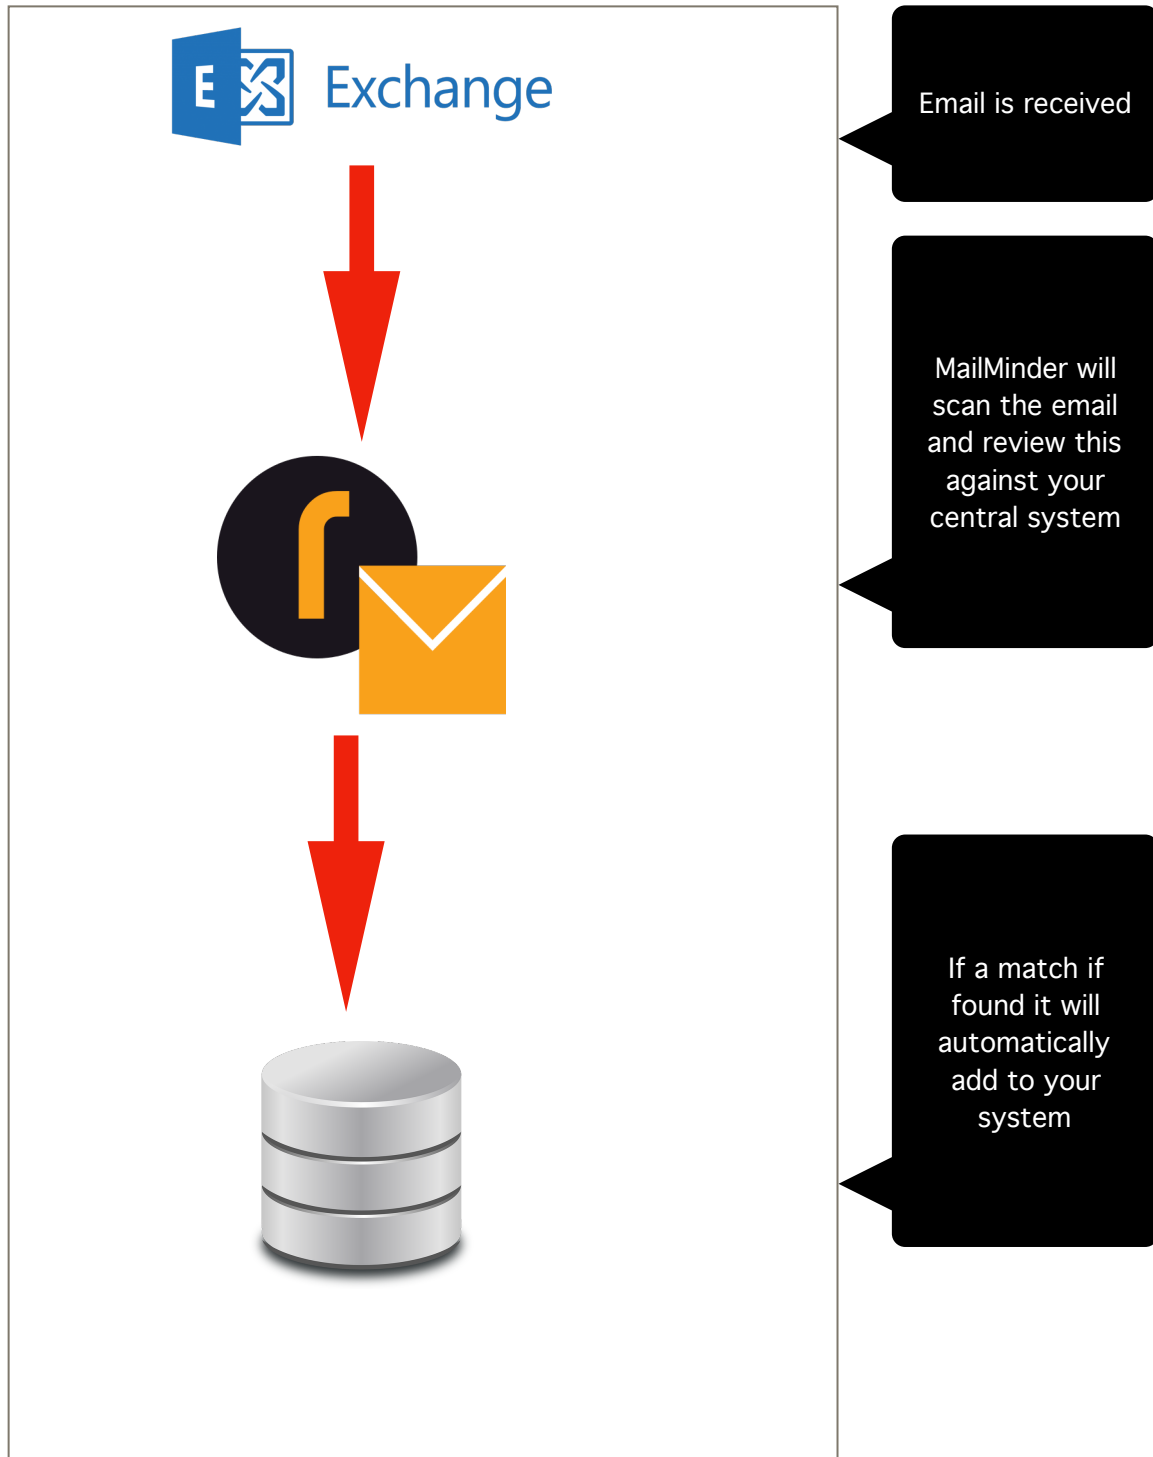 E
Exchange
Email is received
MailMinder will
scan the email
and review this
against your
central system
r
If a match if
found it will
automatically
add to your
system